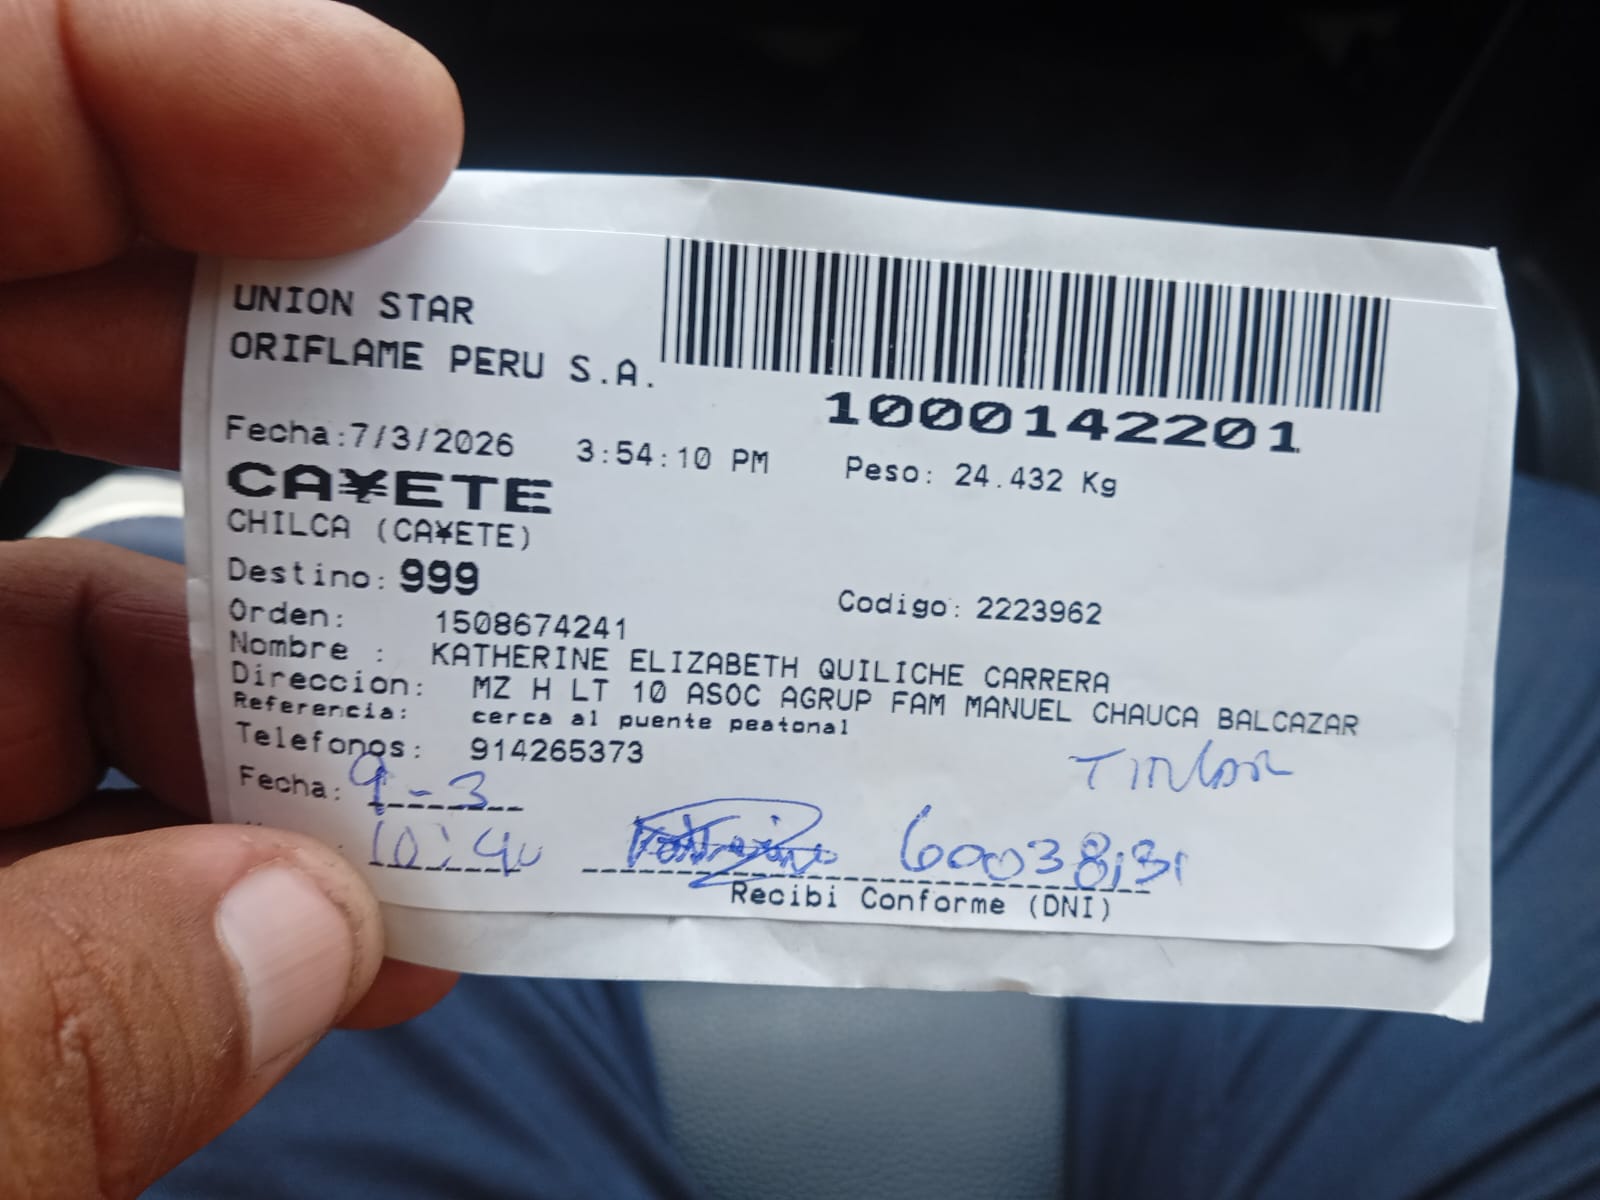 UNION STAR
ORIFLAME PERU S.A.
1000142201
Fecha:7/3/2026 3:54:10 PM Peso: 24.432 Kg
CA¥ETE
CHILCA (CA¥ETE)
Destino: 999
Codigo: 2223962
Orden: 1508674241
Nombre : KATHERINE ELIZABETH QUILICHE CARRERA
Direccion: MZ H LT 10 ASOC AGRUP FAM MANUEL CHAUCA BALCAZAR
Referencia: cerca al puente peatonal
Telefonos: 914265373
Fecha: 9-3
10:40
Recibi Conforme (DNI)